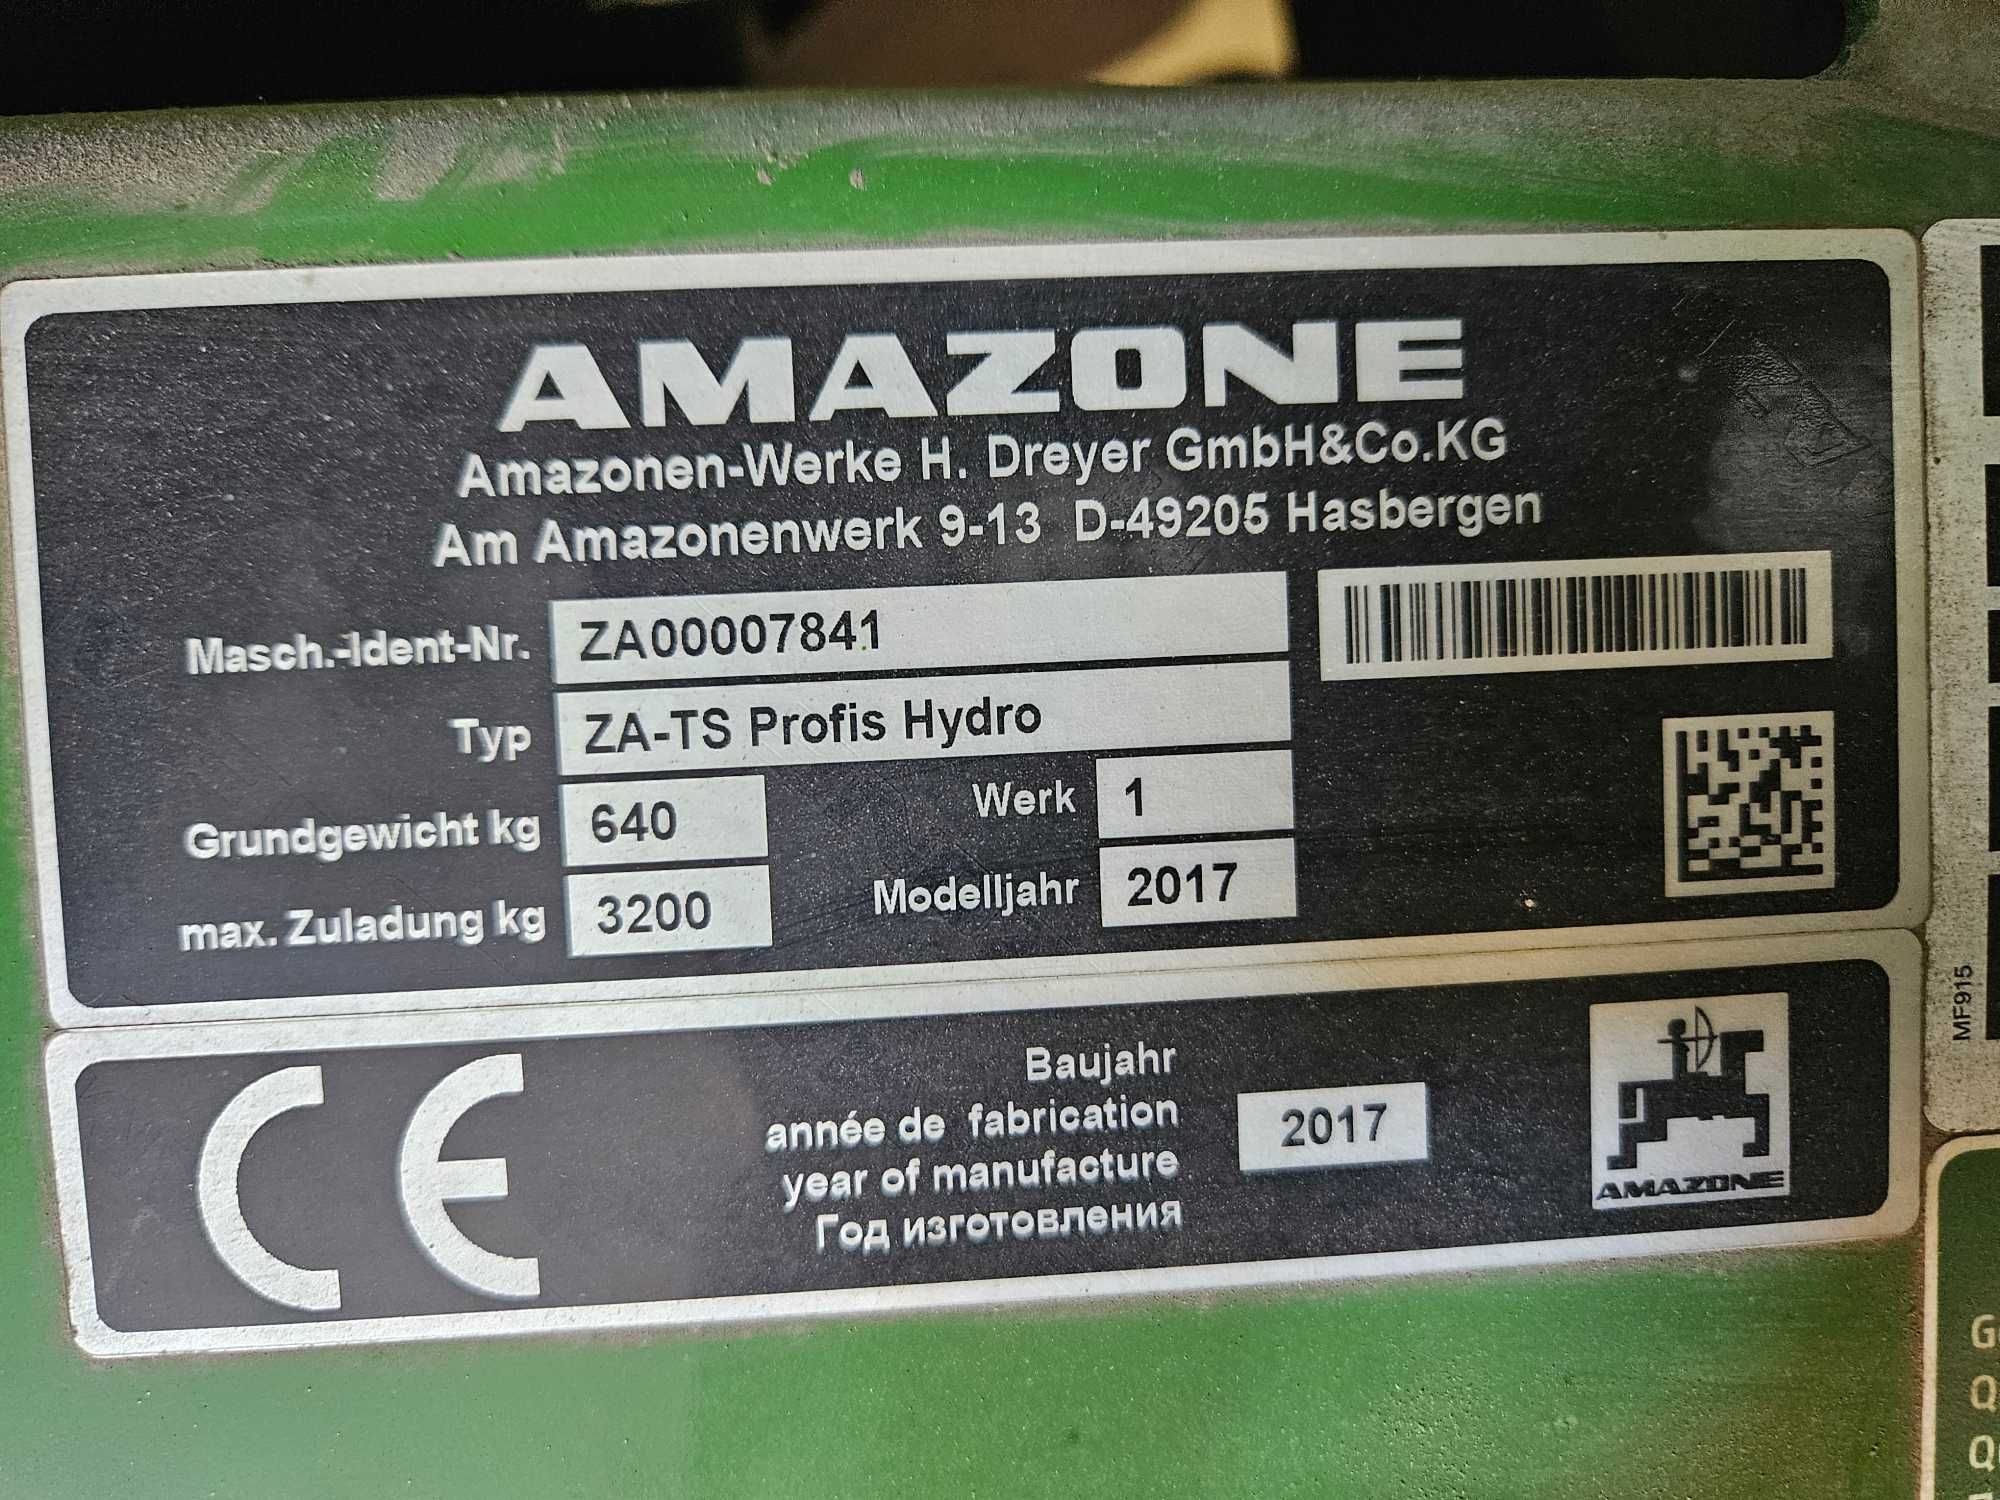 AMAZONE
Amazonen-Werke H. Dreyer GmbH&Co.KG
Am Amazonenwerk 9-13 D-49205 Hasbergen
Masch.-Ident-Nr. ZA00007841
Typ ZA-TS Profis Hydro
Grundgewicht kg 640 Werk 1
max. Zuladung kg 3200 Modelljahr 2017
MF915
CE
Baujahr
année de fabrication 2017
year of manufacture
Год изготовления
AMAZONE